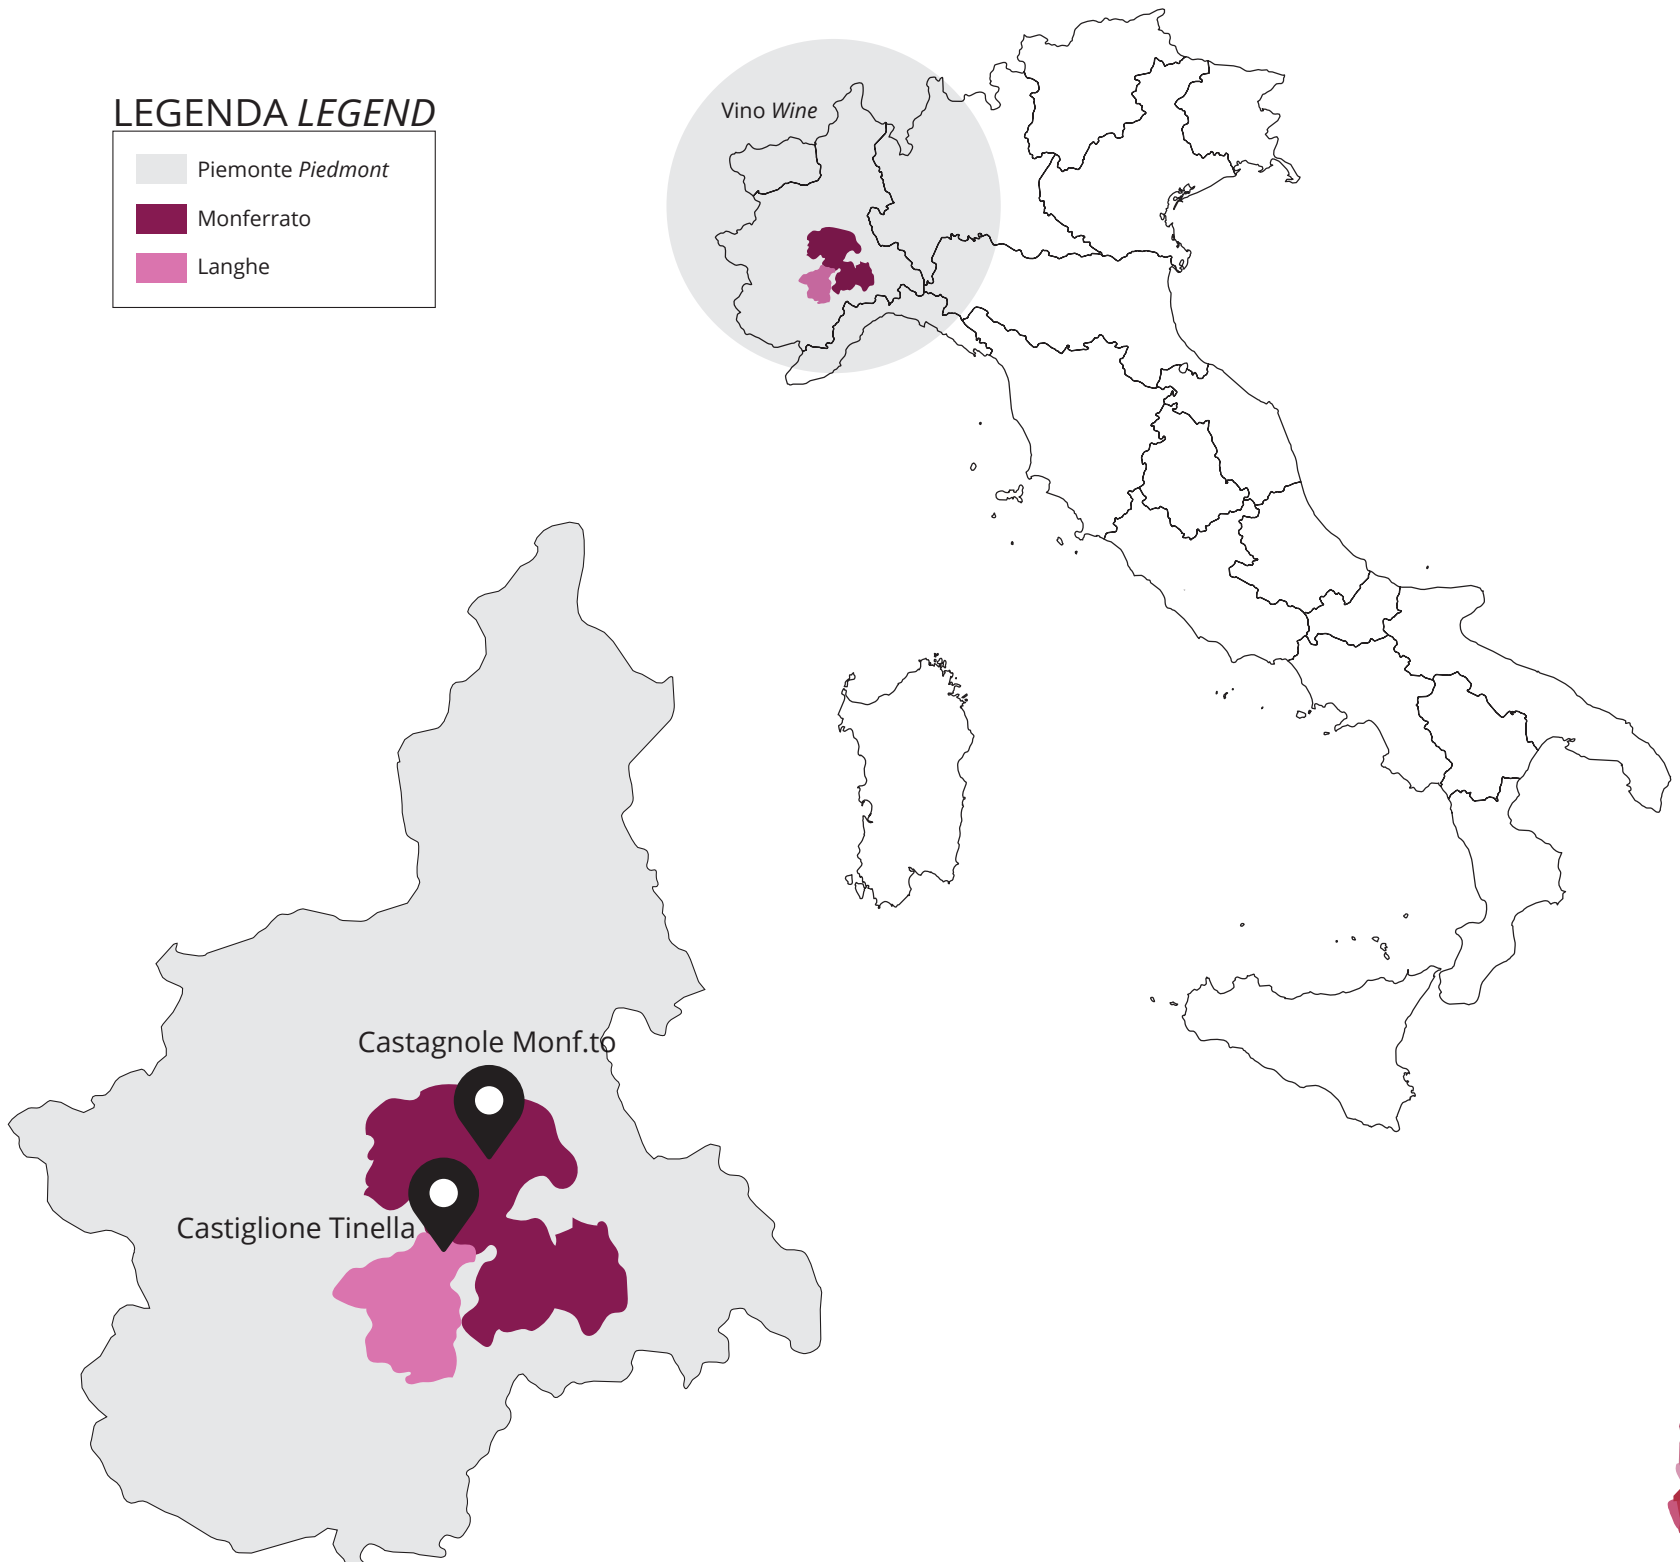 LEGENDA LEGEND
Piemonte Piedmont
Monferrato
Langhe
Vino Wine
Castagnole Monf.to
Castiglione Tinella